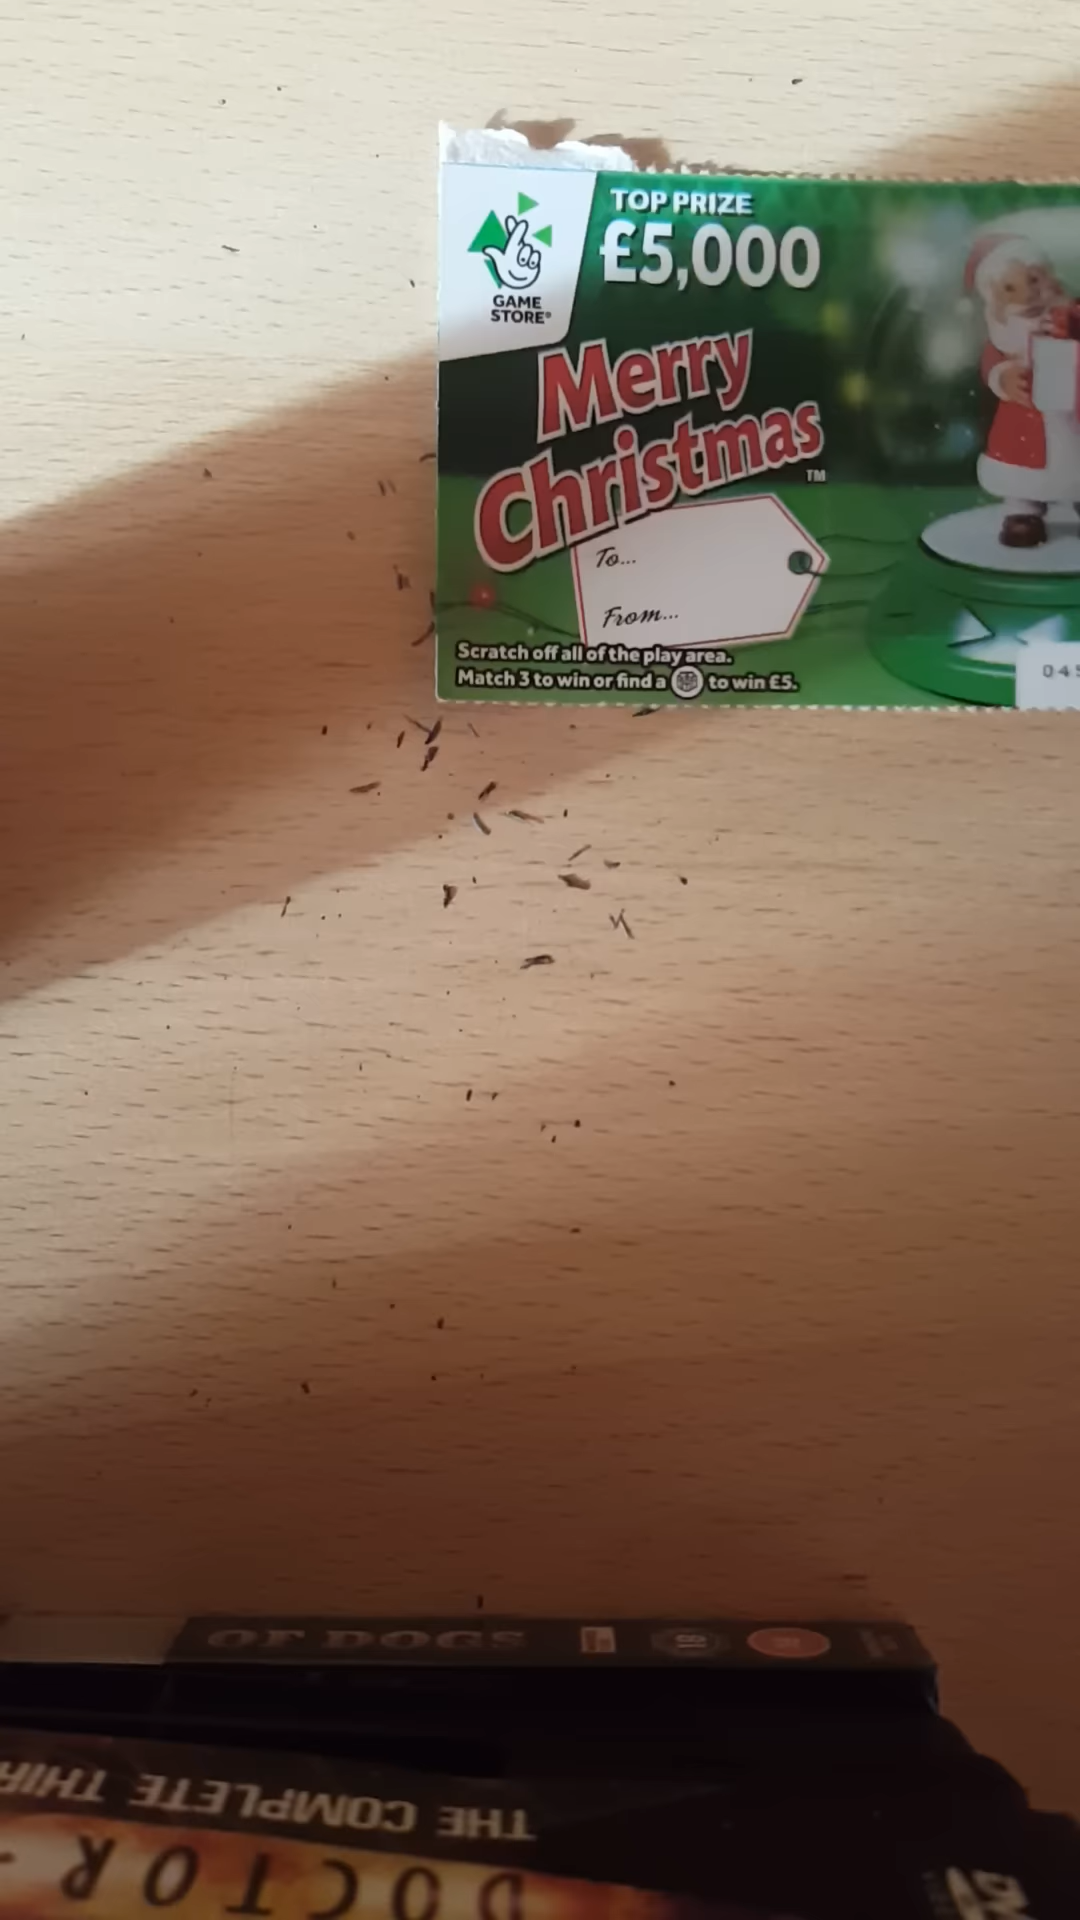 TOP PRIZE
£5,000
GAME
STORE®
Merry
Christmas
TM
To...
From...
Scratch off all of the play area.
Match 3 to win or find a to win £5.
OF DOGS
18
THE COMPLETE
DOCTOR